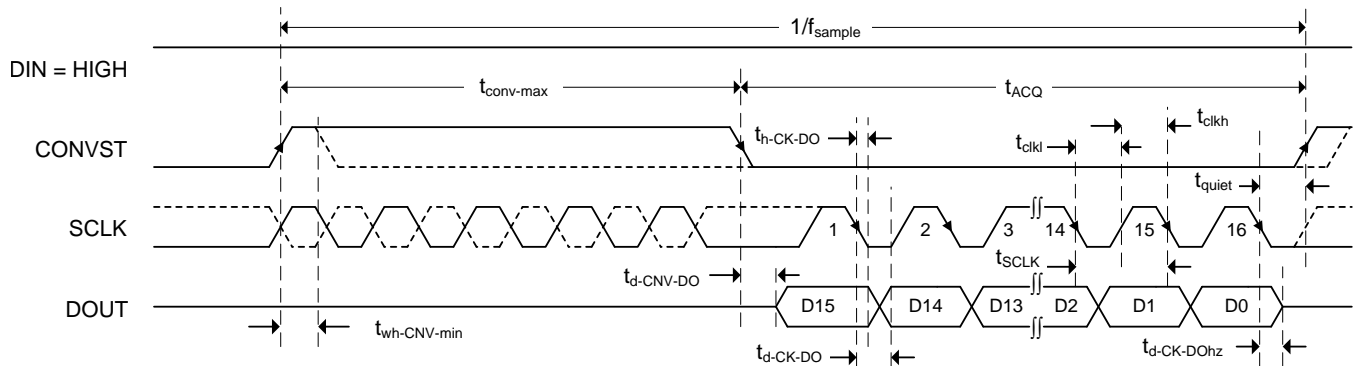 1/fsample
DIN = HIGH
tconv-max
tACQ
CONVST
th-CK-DO
tclkh
tclkl
tquiet
SCLK
1 2 3 14 15 16
td-CNV-DO
tSCLK
DOUT
D15 D14 D13 D2 D1 D0
twh-CNV-min
td-CK-DO
td-CK-DOhz